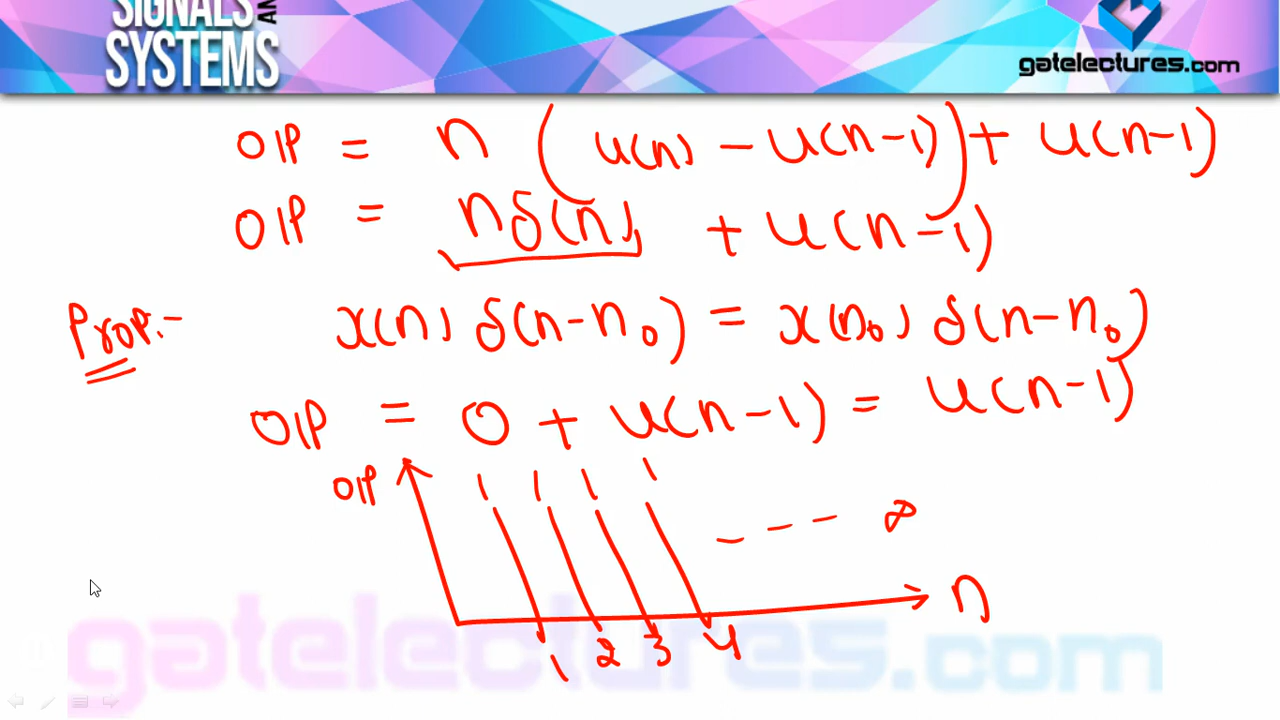 SIGNALS AND
SYSTEMS
gatelectures.com
O/P = n (u(n) - u(n-1)) + u(n-1)
O/P = nδ(n) + u(n-1)
Prop:- x(n) δ(n-n₀) = x(n₀) δ(n-n₀)
O/P = 0 + u(n-1) = u(n-1)
O/P 1 1 1 1
- - - - ∞
n
1 2 3 4
gatelectures.com